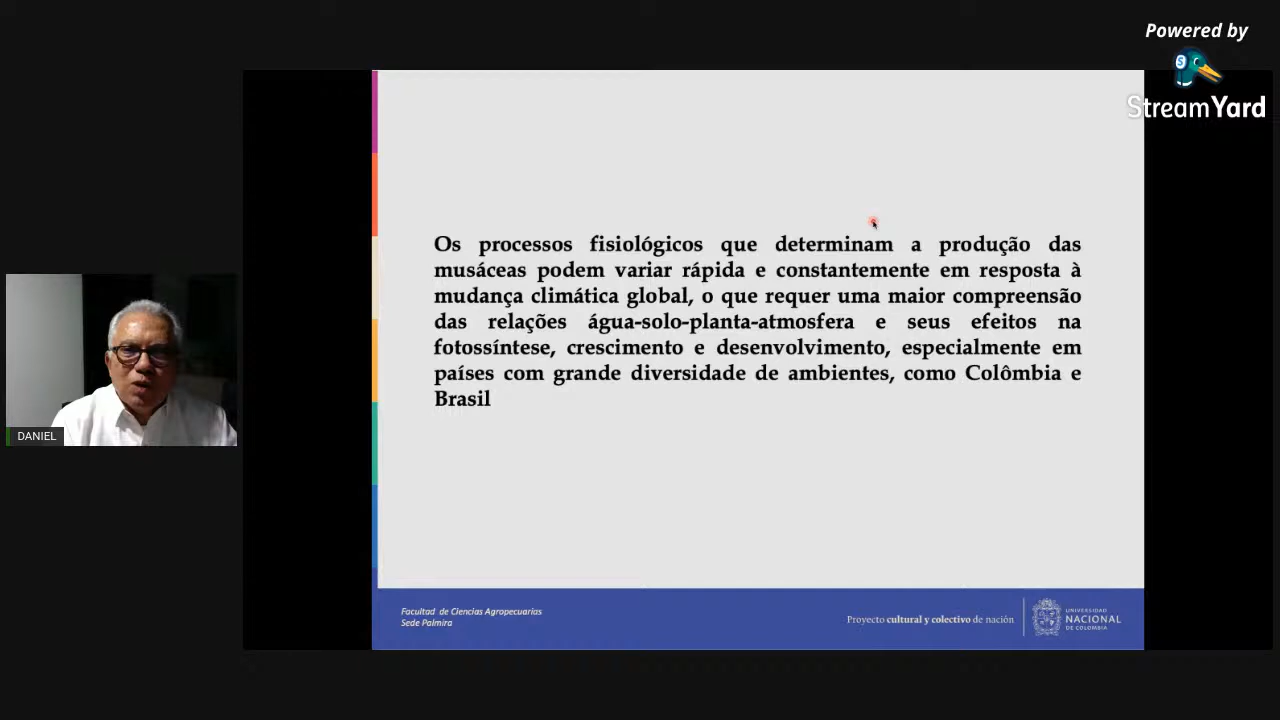 Powered by
StreamYard
Os processos fisiológicos que determinam a produção das
musáceas podem variar rápida e constantemente em resposta à
mudança climática global, o que requer uma maior compreensão
das relações água-solo-planta-atmosfera e seus efeitos na
fotossíntese, crescimento e desenvolvimento, especialmente em
países com grande diversidade de ambientes, como Colômbia e
Brasil
DANIEL
Facultad de Ciencias Agropecuarias
Sede Palmira
Proyecto cultural y colectivo de nación
UNIVERSIDAD
NACIONAL
DE COLOMBIA